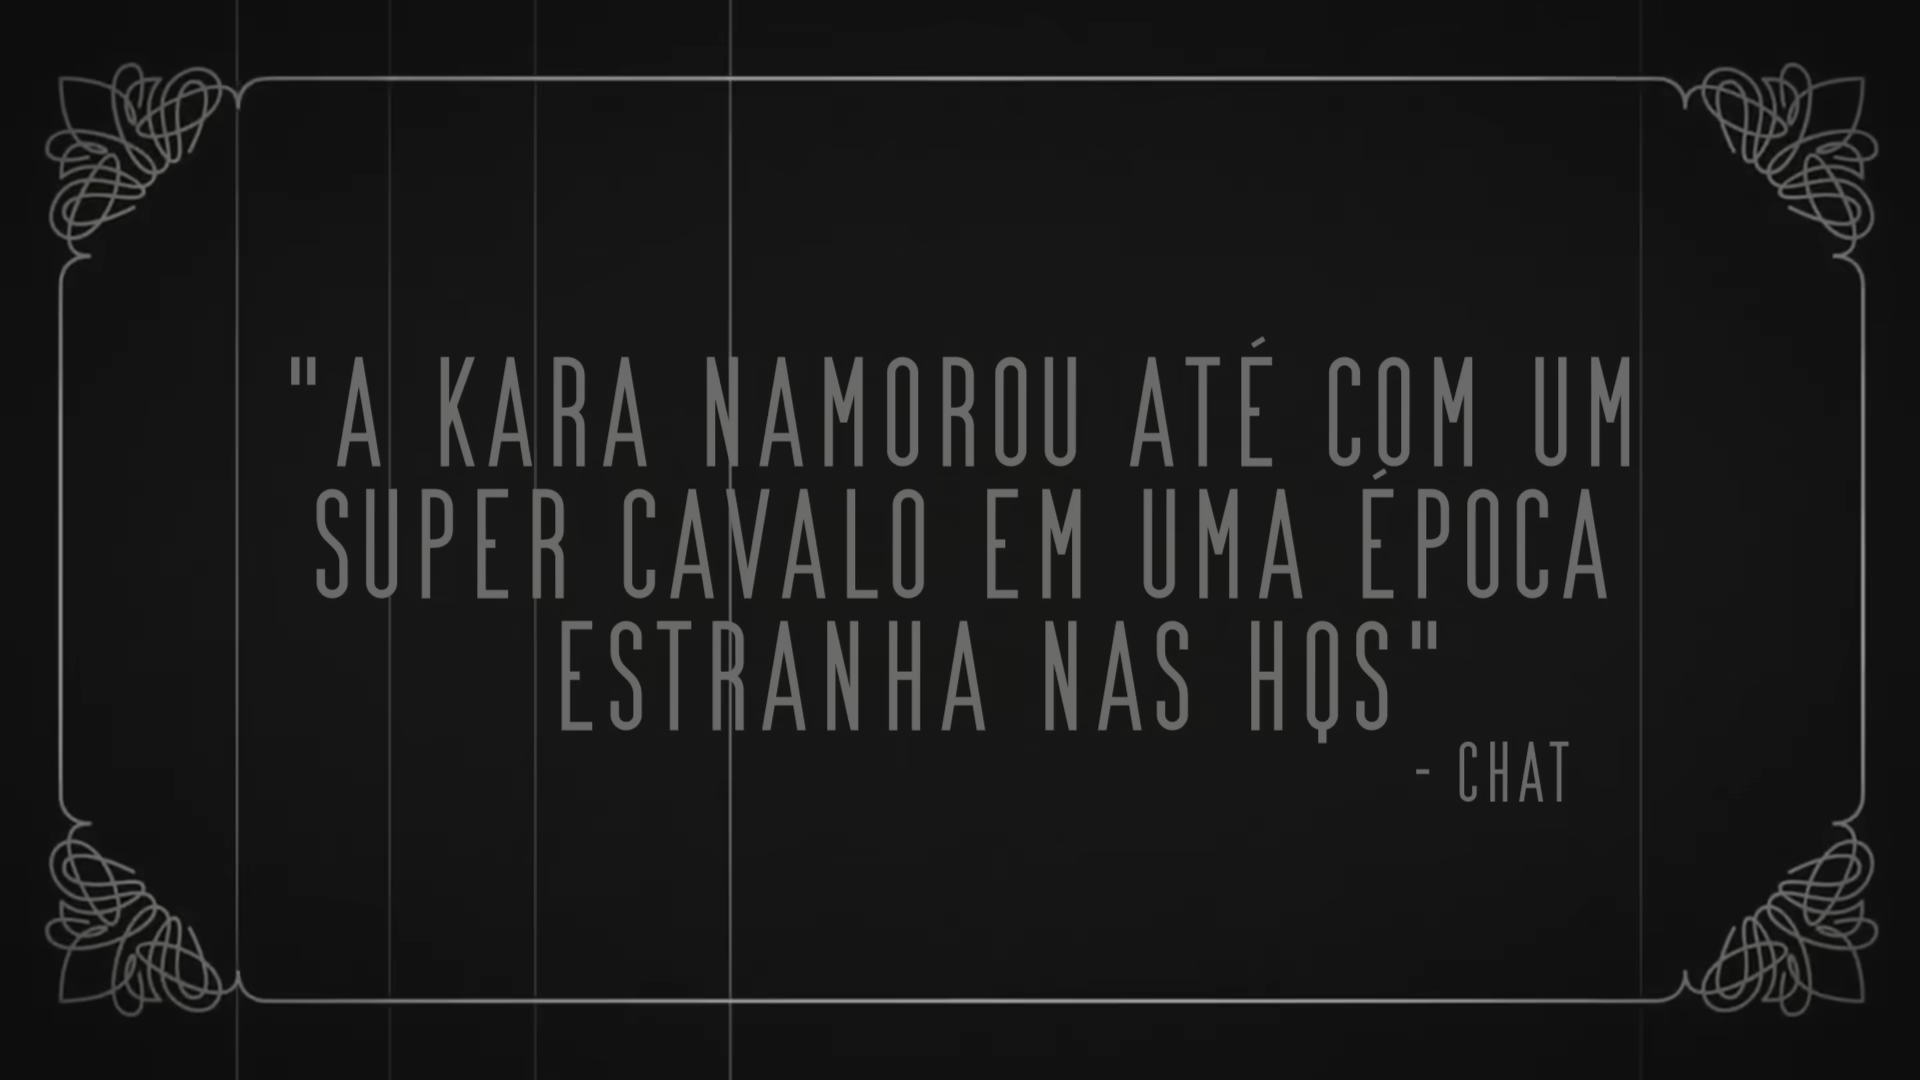 "A KARA NAMOROU ATÉ COM UM
SUPER CAVALO EM UMA ÉPOCA
ESTRANHA NAS HQS"
- CHAT